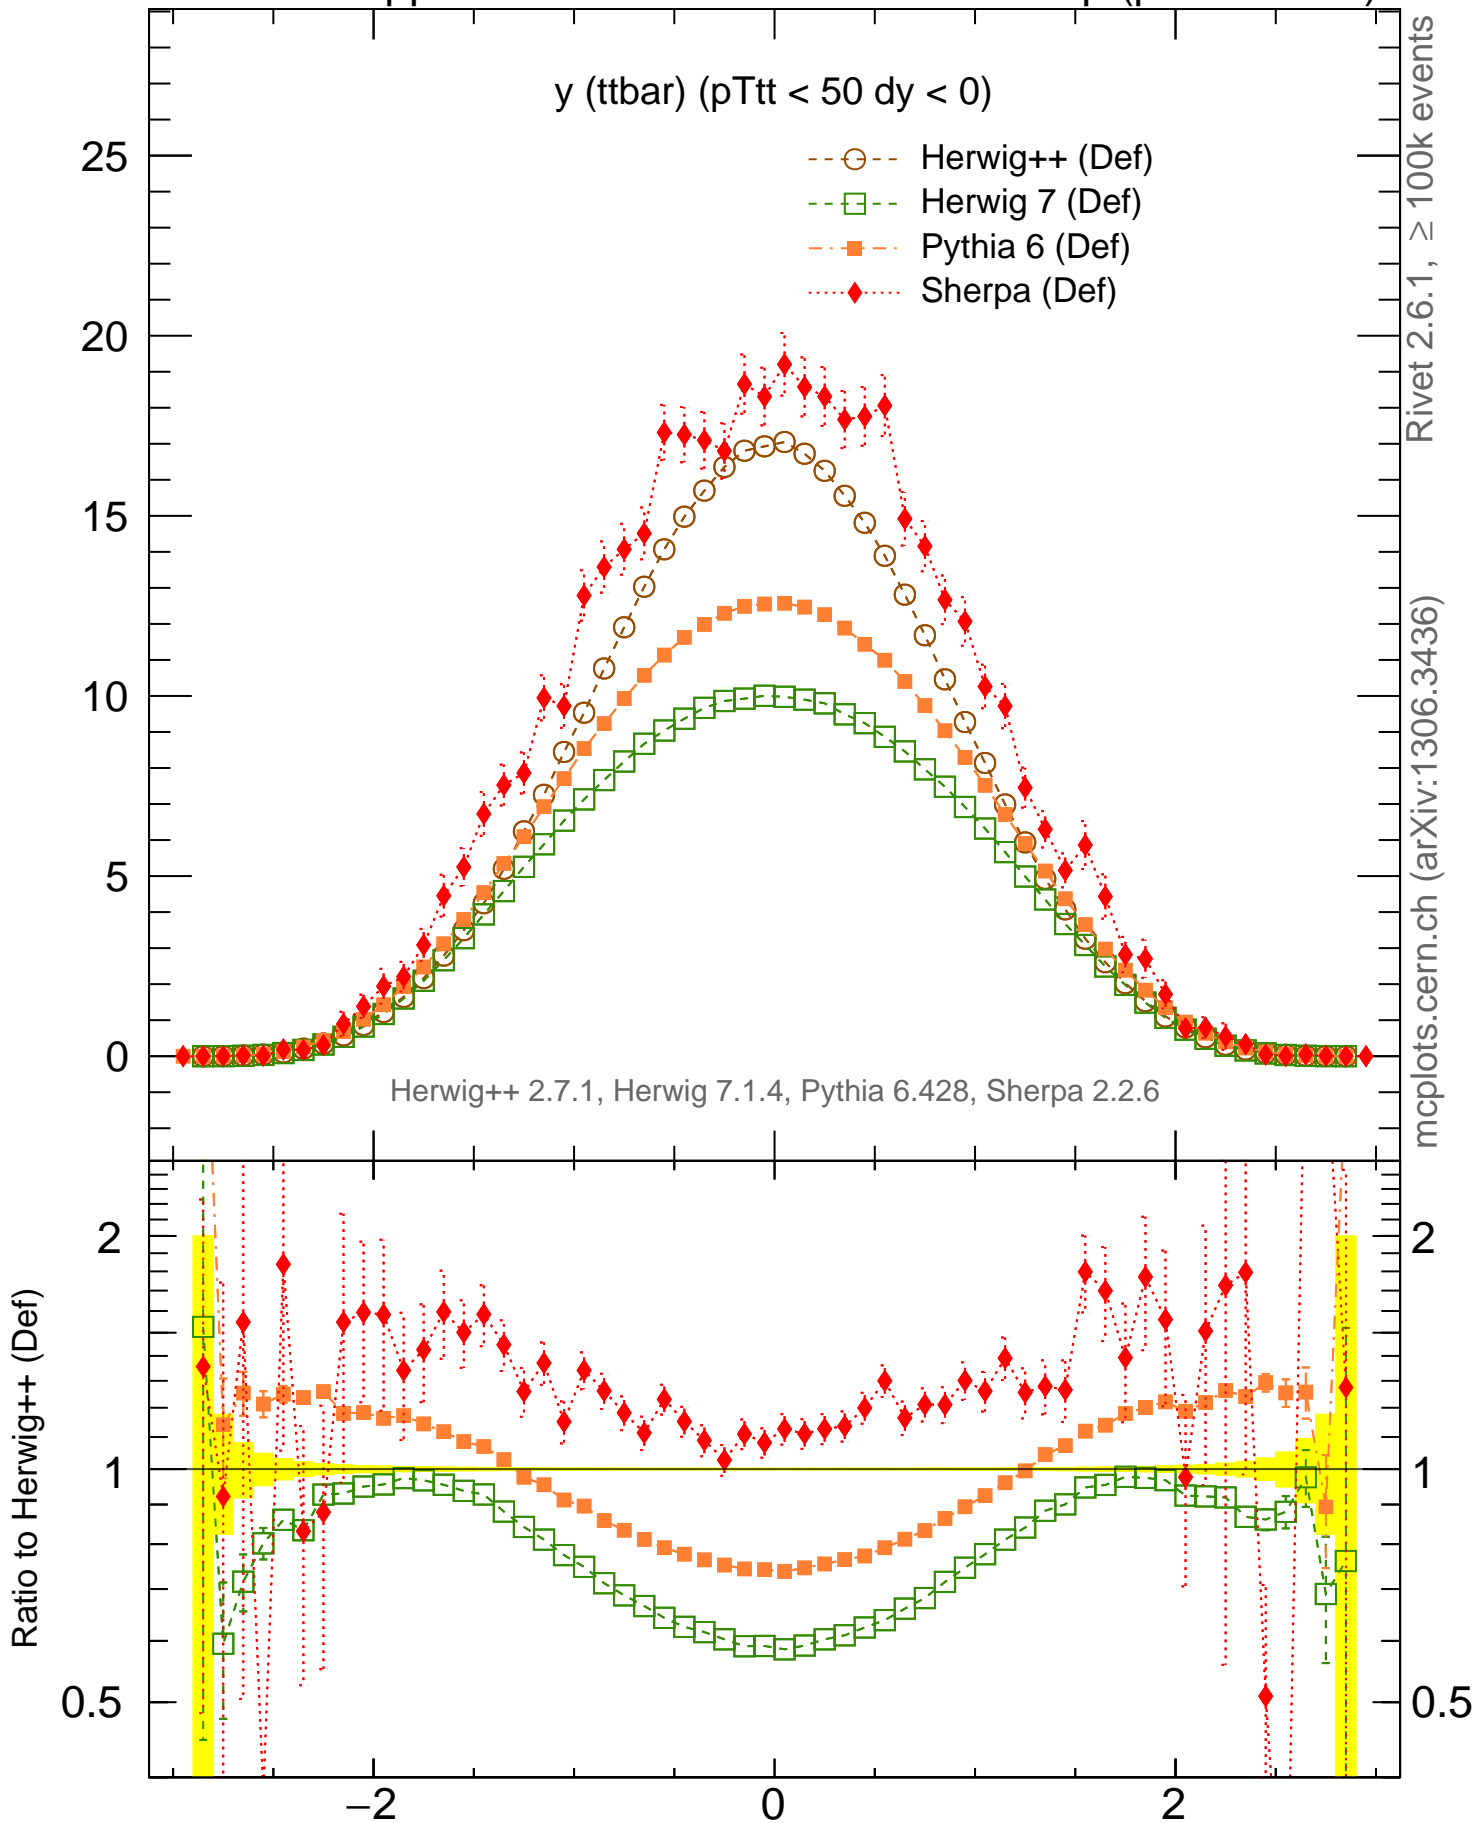 y (ttbar) (pTtt < 50 dy < 0)
Herwig++ (Def)
Herwig 7 (Def)
Pythia 6 (Def)
Sherpa (Def)
25
20
15
10
5
0
Herwig++ 2.7.1, Herwig 7.1.4, Pythia 6.428, Sherpa 2.2.6
Rivet 2.6.1, ≥ 100k events
mcplots.cern.ch (arXiv:1306.3436)
Ratio to Herwig++ (Def)
2
1
0.5
2
1
0.5
−2
0
2